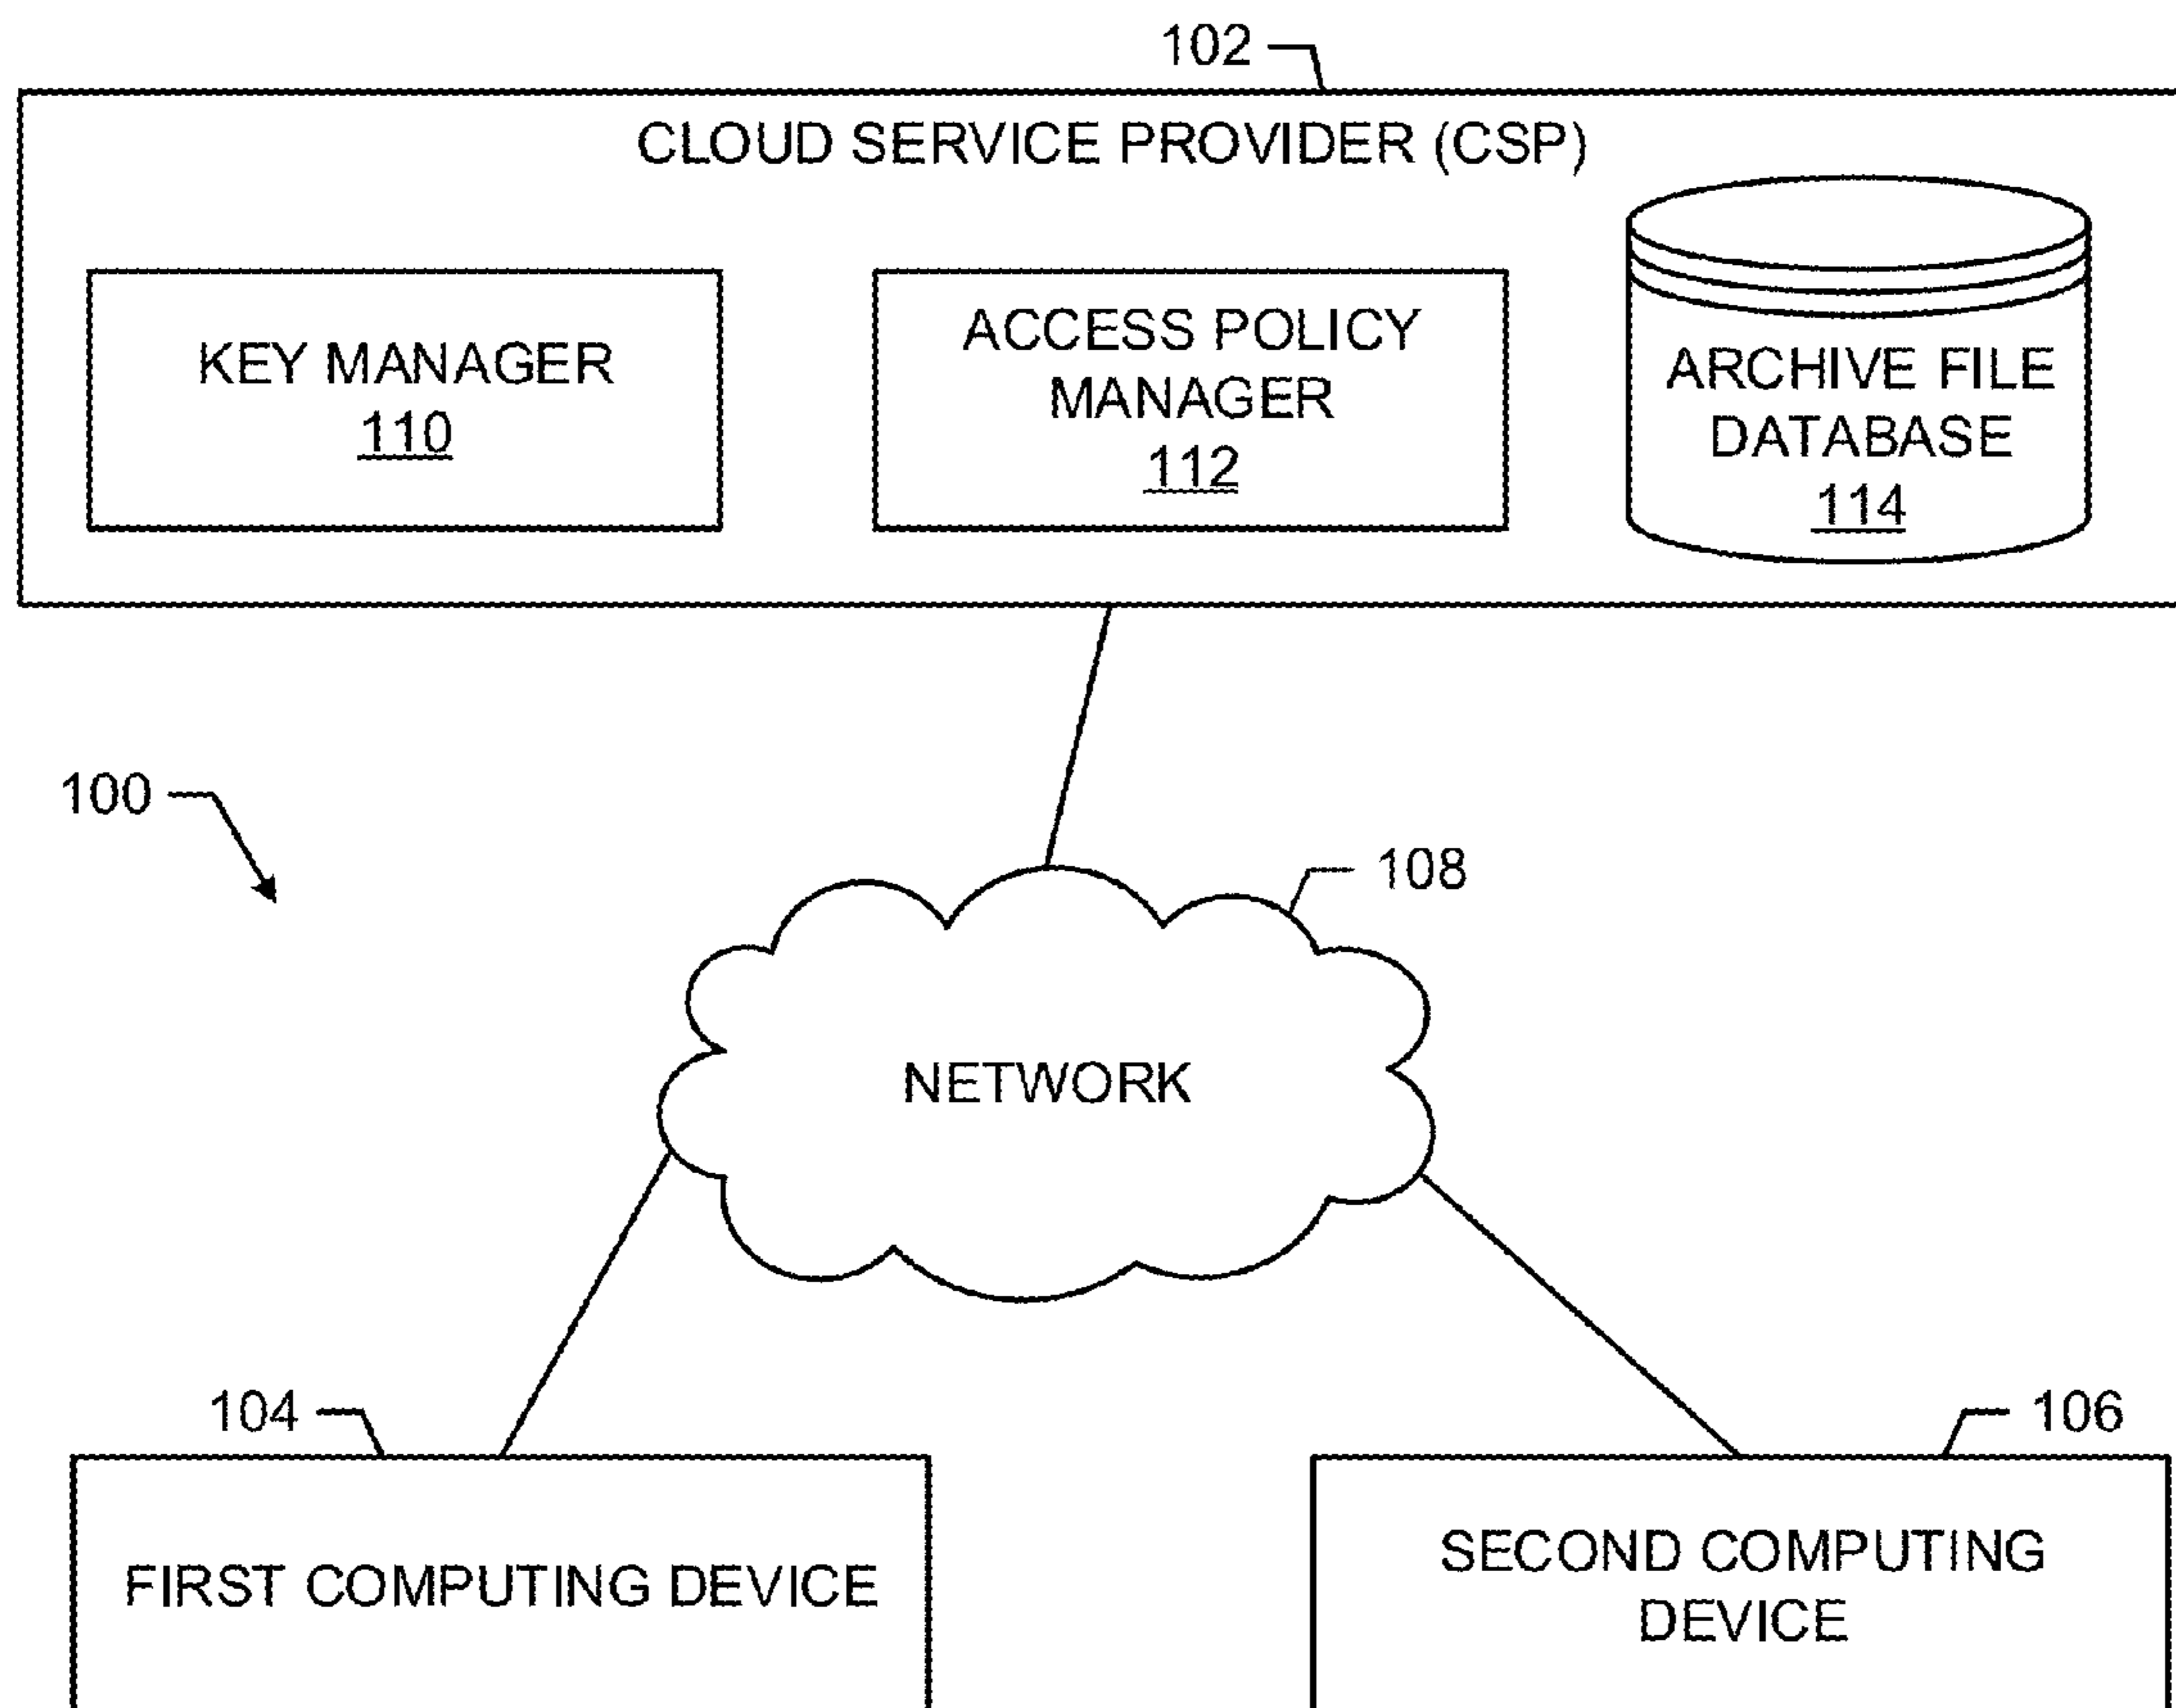 102
CLOUD SERVICE PROVIDER (CSP)
KEY MANAGER
110
ACCESS POLICY
MANAGER
112
ARCHIVE FILE
DATABASE
114
100
108
NETWORK
104
FIRST COMPUTING DEVICE
106
SECOND COMPUTING
DEVICE